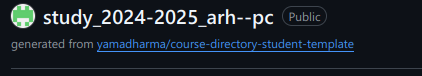 study_2024-2025_arh--pc Public
generated from yamadharma/course-directory-student-template